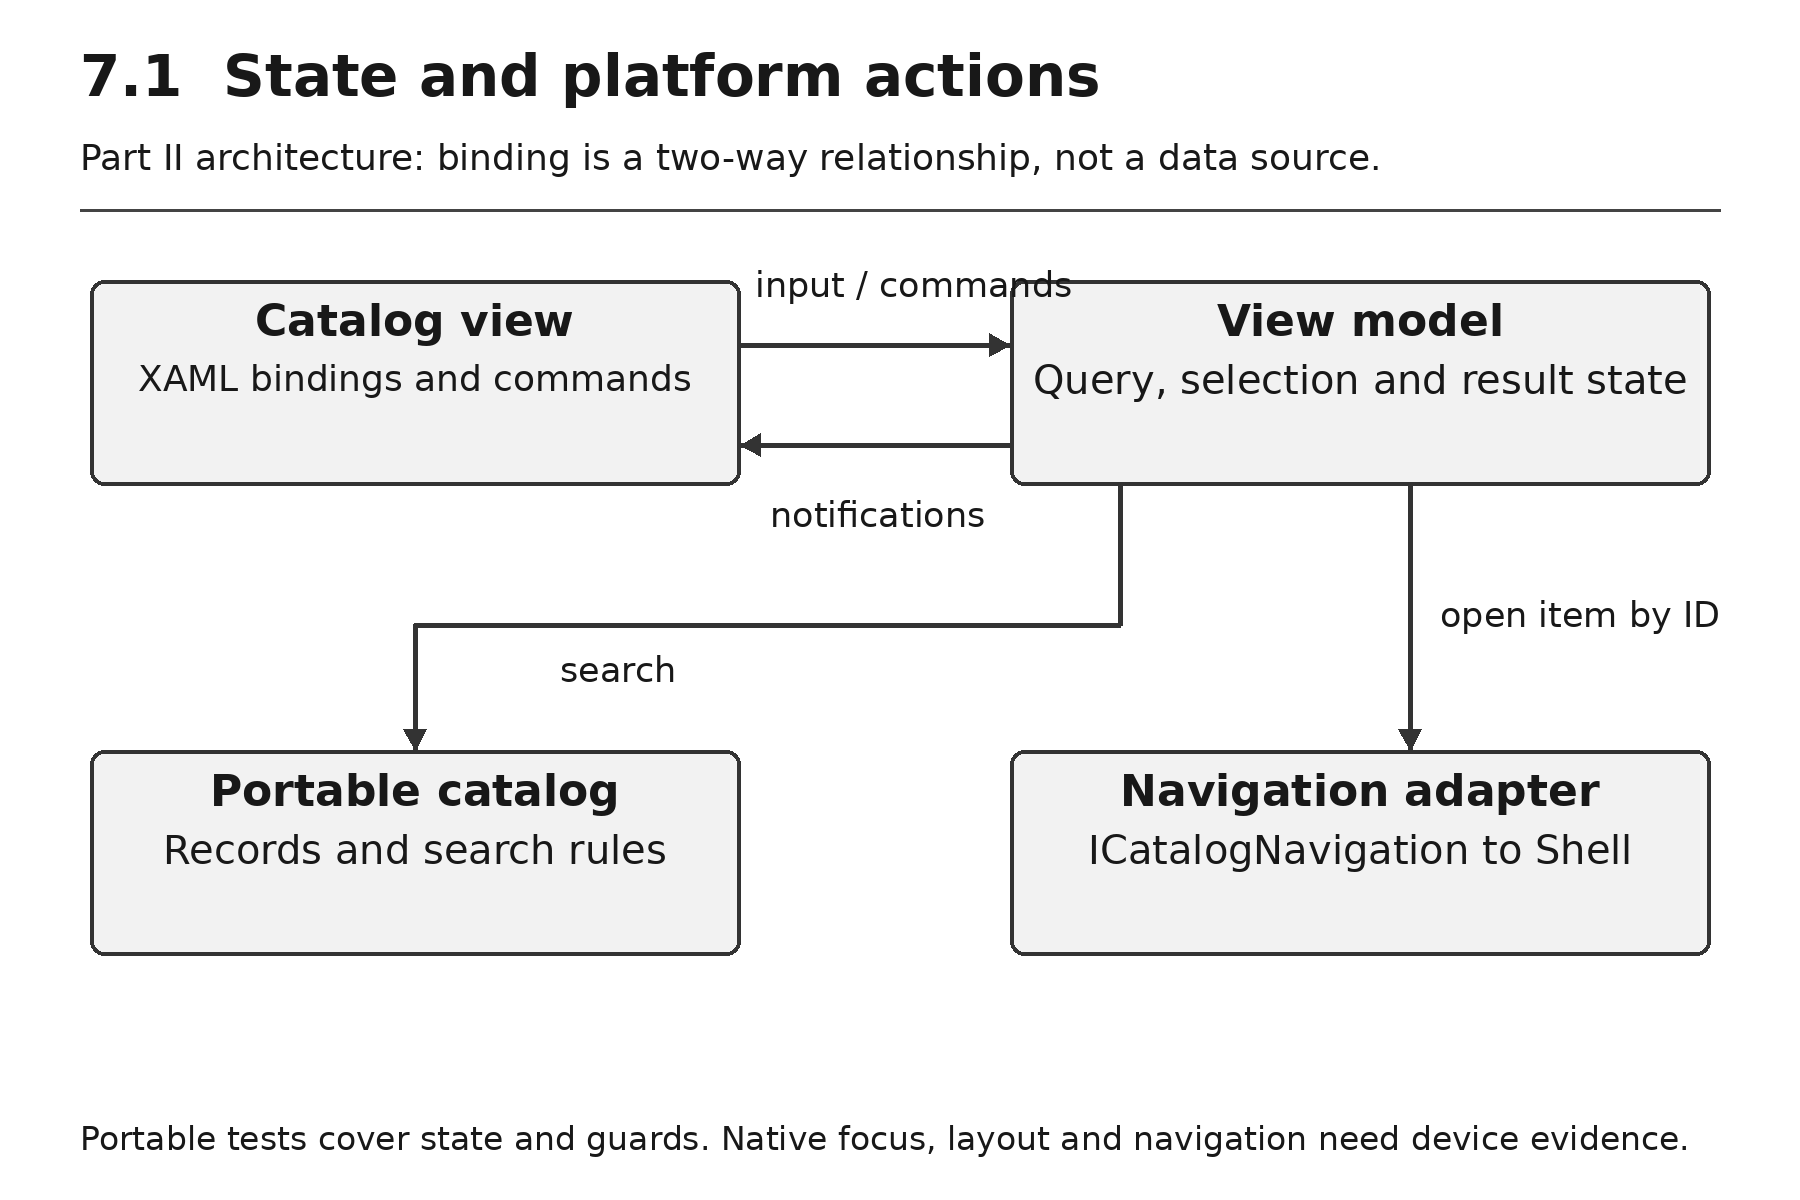 7.1 State and platform actions
Part II architecture: binding is a two-way relationship, not a data source.
input / commands
Catalog view
XAML bindings and commands
View model
Query, selection and result state
notifications
open item by ID
search
Portable catalog
Records and search rules
Navigation adapter
ICatalogNavigation to Shell
Portable tests cover state and guards. Native focus, layout and navigation need device evidence.